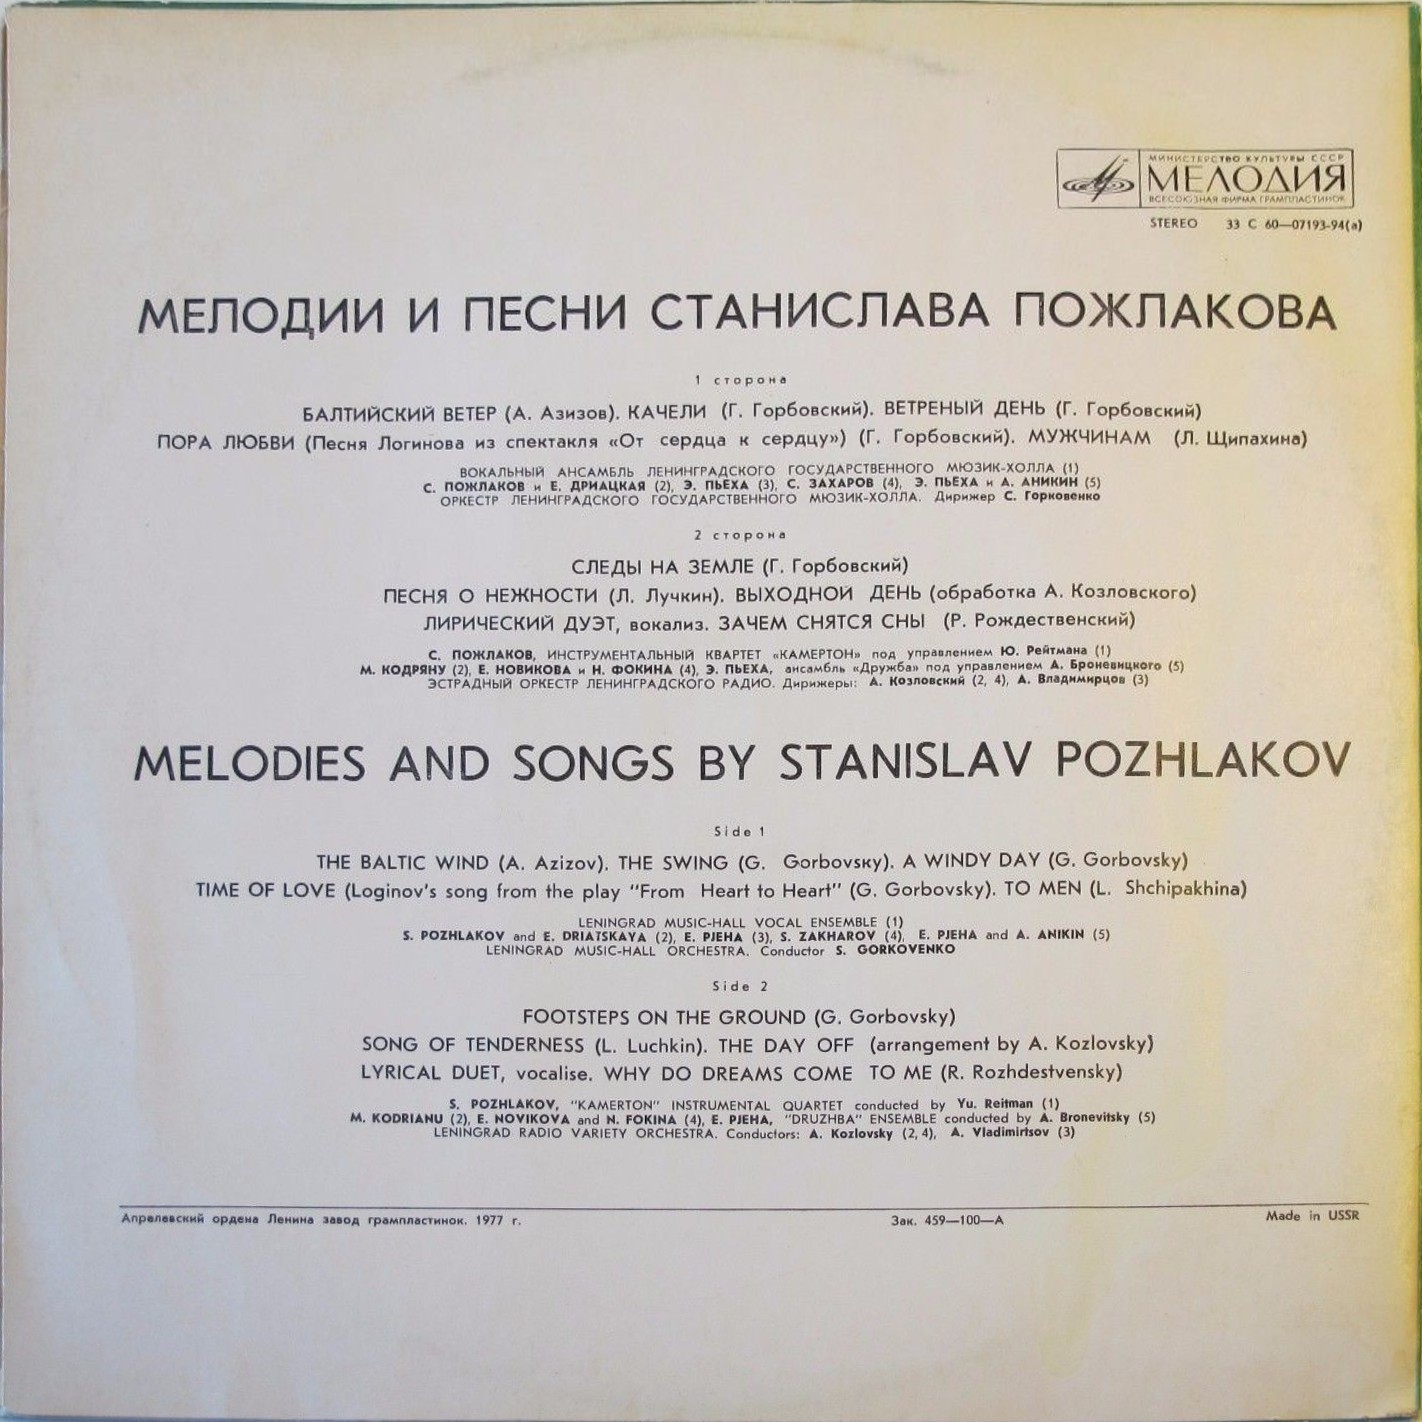 МИНИСТЕРСТВО КУЛЬТУРЫ СССР
МЕЛОДИЯ
ВСЕСОЮЗНАЯ ФИРМА ГРАМПЛАСТИНОК
STEREO 33 С 60—07193-94(а)
МЕЛОДИИ И ПЕСНИ СТАНИСЛАВА ПОЖЛАКОВА
1 сторона
БАЛТИЙСКИЙ ВЕТЕР (А. Азизов). КАЧЕЛИ (Г. Горбовский). ВЕТРЕНЫЙ ДЕНЬ (Г. Горбовский)
ПОРА ЛЮБВИ (Песня Логинова из спектакля «От сердца к сердцу») (Г. Горбовский). МУЖЧИНАМ (Л. Щипахина)
ВОКАЛЬНЫЙ АНСАМБЛЬ ЛЕНИНГРАДСКОГО ГОСУДАРСТВЕННОГО МЮЗИК-ХОЛЛА (1)
С. ПОЖЛАКОВ и Е. ДРИАЦКАЯ (2), Э. ПЬЕХА (3), С. ЗАХАРОВ (4), Э. ПЬЕХА и А. АНИКИН (5)
ОРКЕСТР ЛЕНИНГРАДСКОГО ГОСУДАРСТВЕННОГО МЮЗИК-ХОЛЛА. Дирижер С. Горковенко
2 сторона
СЛЕДЫ НА ЗЕМЛЕ (Г. Горбовский)
ПЕСНЯ О НЕЖНОСТИ (Л. Лучкин). ВЫХОДНОЙ ДЕНЬ (обработка А. Козловского)
ЛИРИЧЕСКИЙ ДУЭТ, вокализ. ЗАЧЕМ СНЯТСЯ СНЫ (Р. Рождественский)
С. ПОЖЛАКОВ, ИНСТРУМЕНТАЛЬНЫЙ КВАРТЕТ «КАМЕРТОН» под управлением Ю. Рейтмана (1)
М. КОДРЯНУ (2), Е. НОВИКОВА и Н. ФОКИНА (4), Э. ПЬЕХА, ансамбль «Дружба» под управлением А. Броневицкого (5)
ЭСТРАДНЫЙ ОРКЕСТР ЛЕНИНГРАДСКОГО РАДИО. Дирижеры: А. Козловский (2, 4), А. Владимирцов (3)
MELODIES AND SONGS BY STANISLAV POZHLAKOV
Side 1
THE BALTIC WIND (A. Azizov). THE SWING (G. Gorbovsky). A WINDY DAY (G. Gorbovsky)
TIME OF LOVE (Loginov's song from the play "From Heart to Heart" (G. Gorbovsky). TO MEN (L. Shchipakhina)
LENINGRAD MUSIC-HALL VOCAL ENSEMBLE (1)
S. POZHLAKOV and E. DRIATSKAYA (2), E. PJEHA (3), S. ZAKHAROV (4), E. PJEHA and A. ANIKIN (5)
LENINGRAD MUSIC-HALL ORCHESTRA. Conductor S. GORKOVENKO
Side 2
FOOTSTEPS ON THE GROUND (G. Gorbovsky)
SONG OF TENDERNESS (L. Luchkin). THE DAY OFF (arrangement by A. Kozlovsky)
LYRICAL DUET, vocalise. WHY DO DREAMS COME TO ME (R. Rozhdestvensky)
S. POZHLAKOV, "KAMERTON" INSTRUMENTAL QUARTET conducted by Yu. Reitman (1)
M. KODRIANU (2), E. NOVIKOVA and N. FOKINA (4), E. PJEHA, "DRUZHBA" ENSEMBLE conducted by A. Bronevitsky (5)
LENINGRAD RADIO VARIETY ORCHESTRA. Conductors: A. Kozlovsky (2, 4), A. Vladimirtsov (3)
Апрелевский ордена Ленина завод грампластинок. 1977 г. Зак. 459—100—А Made in USSR